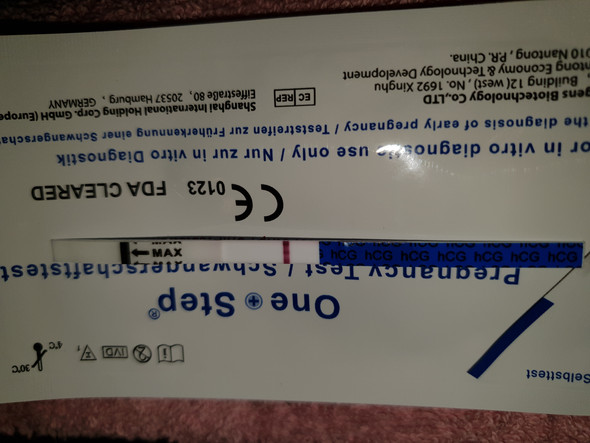 Selbsttest
30°C
4°C
IVD
One Step®
Pregnancy Test / Schwangerschaftstest
MAX
hCG hCG hCG hCG hCG hCG hCG
CE 0123 FDA CLEARED
or in vitro diagnostic use only / Nur zur in vitro Diagnostik
the diagnosis of early pregnancy / Teststreifen zur Früherkennung einer Schwangerscha
gens Biotechnology Co.,LTD
Building 12(west), No. 1692 Xinghu
ntong Economy & Technology Development
010 Nantong, P.R. China.
EC REP
Shanghai International Holding Corp. GmbH (Europe
Eiffestraße 80, 20537 Hamburg, GERMANY